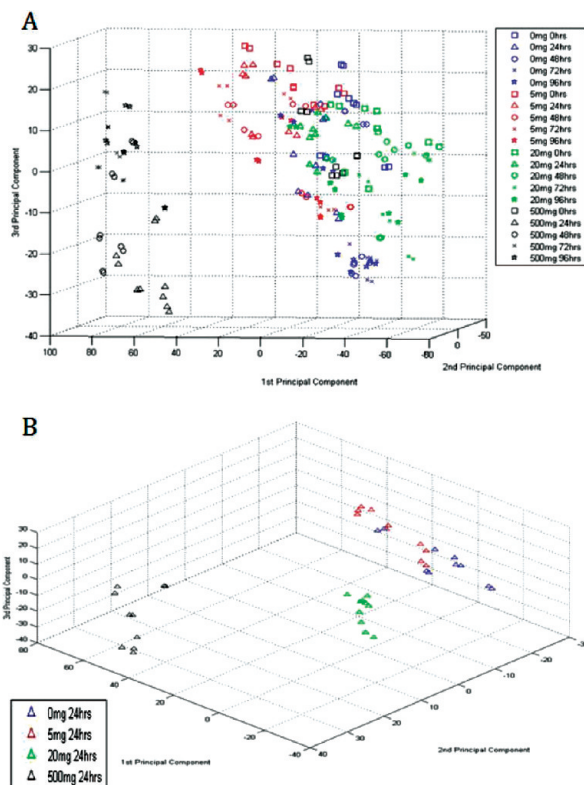 A
30
20
10
0
-10
-20
-30
-40
3rd Principal Component
100
80
60
40
20
0
-20
-40
-60
-80
1st Principal Component
50
0
-50
2nd Principal Component
0mg 0hrs
0mg 24hrs
0mg 48hrs
0mg 72hrs
0mg 96hrs
5mg 0hrs
5mg 24hrs
5mg 48hrs
5mg 72hrs
5mg 96hrs
20mg 0hrs
20mg 24hrs
20mg 48hrs
20mg 72hrs
20mg 96hrs
500mg 0hrs
500mg 24hrs
500mg 48hrs
500mg 72hrs
500mg 96hrs
B
30
20
10
0
-10
-20
-30
-40
3rd Principal Component
80
60
40
20
0
-20
-40
1st Principal Component
40
30
20
10
0
-10
-20
2nd Principal Component
0mg 24hrs
5mg 24hrs
20mg 24hrs
500mg 24hrs